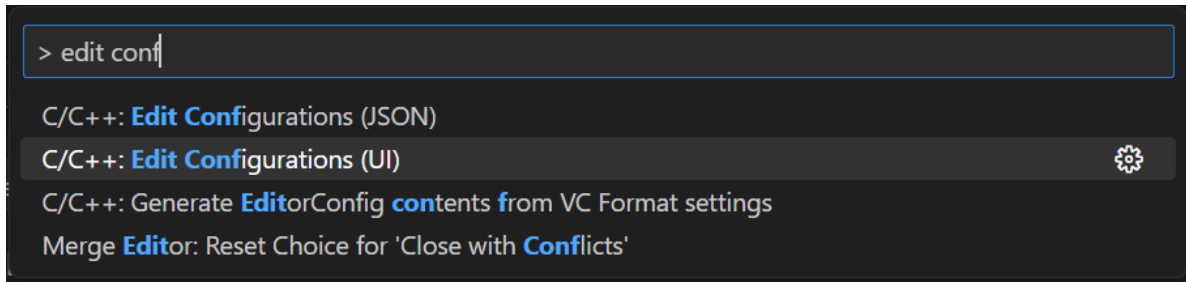 > edit conf
C/C++: Edit Configurations (JSON)
C/C++: Edit Configurations (UI)
C/C++: Generate EditorConfig contents from VC Format settings
Merge Editor: Reset Choice for 'Close with Conflicts'